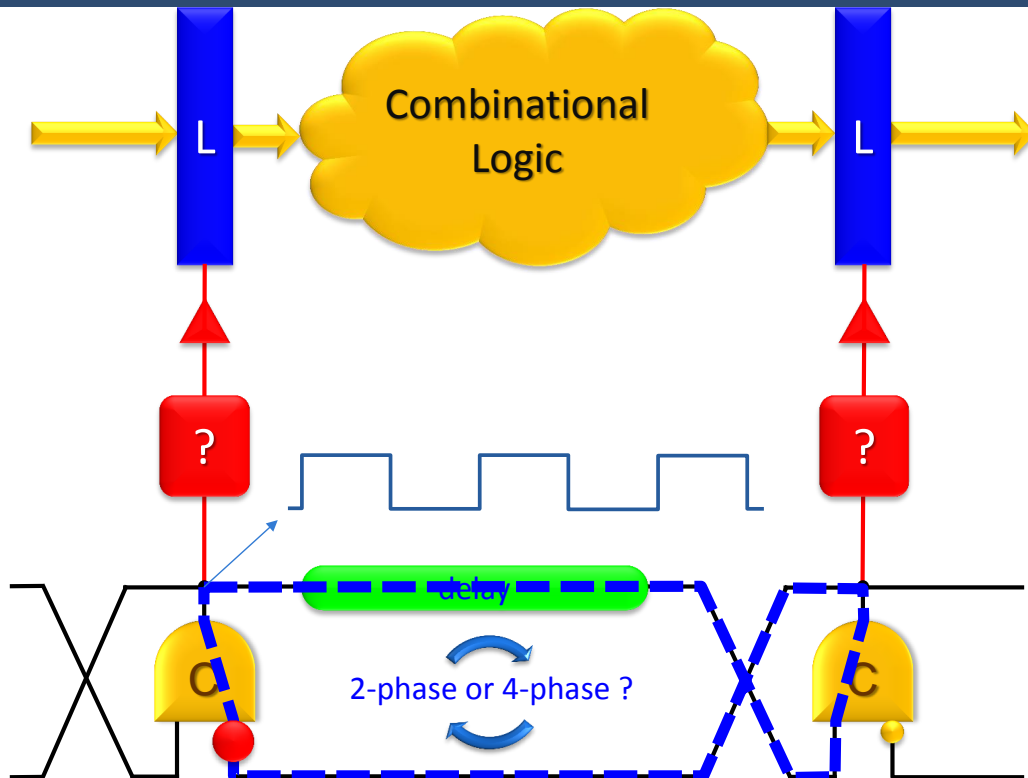 Combinational
Logic
L
L
?
?
delay
C
C
2-phase or 4-phase ?